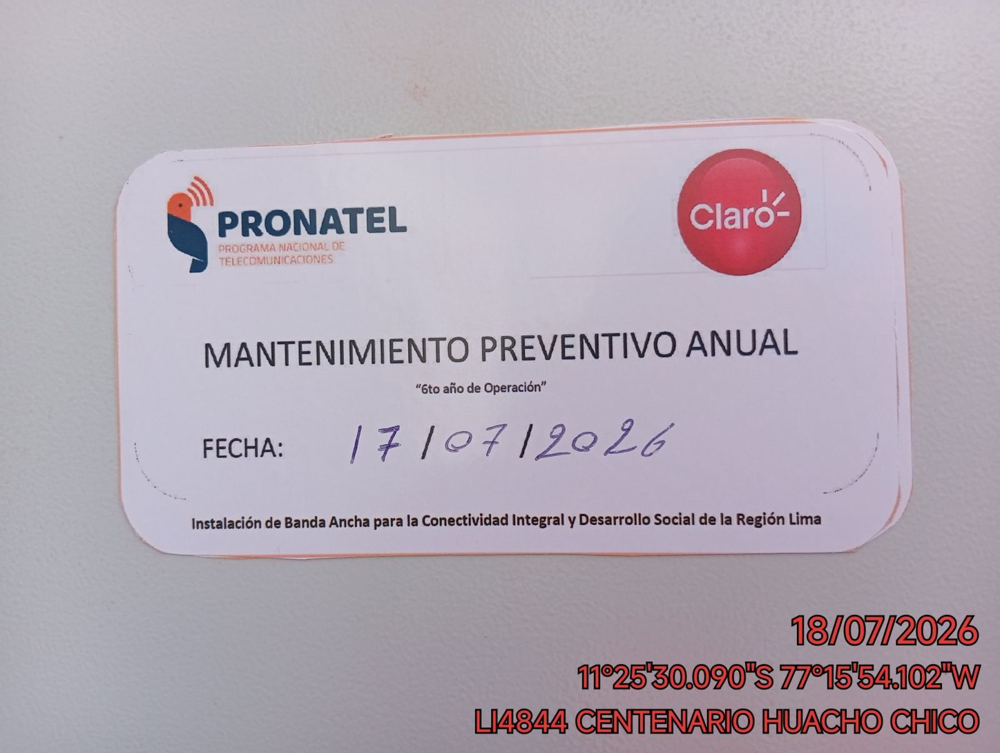 PRONATEL
PROGRAMA NACIONAL DE
TELECOMUNICACIONES
Claro
MANTENIMIENTO PREVENTIVO ANUAL
“6to año de Operación”
FECHA: 17/07/2026
Instalación de Banda Ancha para la Conectividad Integral y Desarrollo Social de la Región Lima
18/07/2026
11°25'30.090"S 77°15'54.102"W
LI4844 CENTENARIO HUACHO CHICO